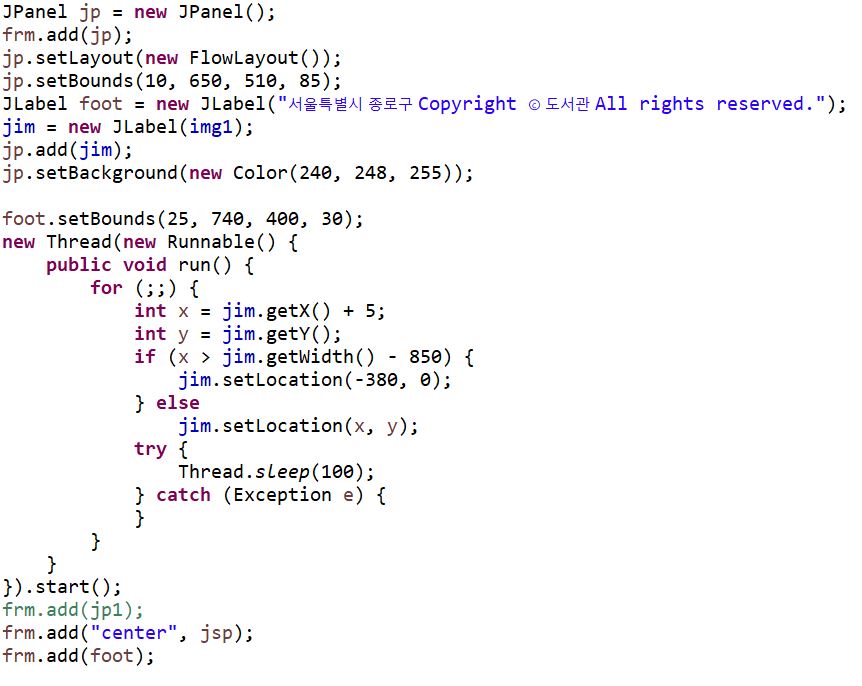 JPanel jp = new JPanel();
frm.add(jp);
jp.setLayout(new FlowLayout());
jp.setBounds(10, 650, 510, 85);
JLabel foot = new JLabel("서울특별시 종로구 Copyright ⓒ 도서관 All rights reserved.");
jim = new JLabel(img1);
jp.add(jim);
jp.setBackground(new Color(240, 248, 255));

foot.setBounds(25, 740, 400, 30);
new Thread(new Runnable() {
    public void run() {
        for (;;) {
            int x = jim.getX() + 5;
            int y = jim.getY();
            if (x > jim.getWidth() - 850) {
                jim.setLocation(-380, 0);
            } else
                jim.setLocation(x, y);
            try {
                Thread.sleep(100);
            } catch (Exception e) {
            }
        }
    }
}).start();
frm.add(jp1);
frm.add("center", jsp);
frm.add(foot);